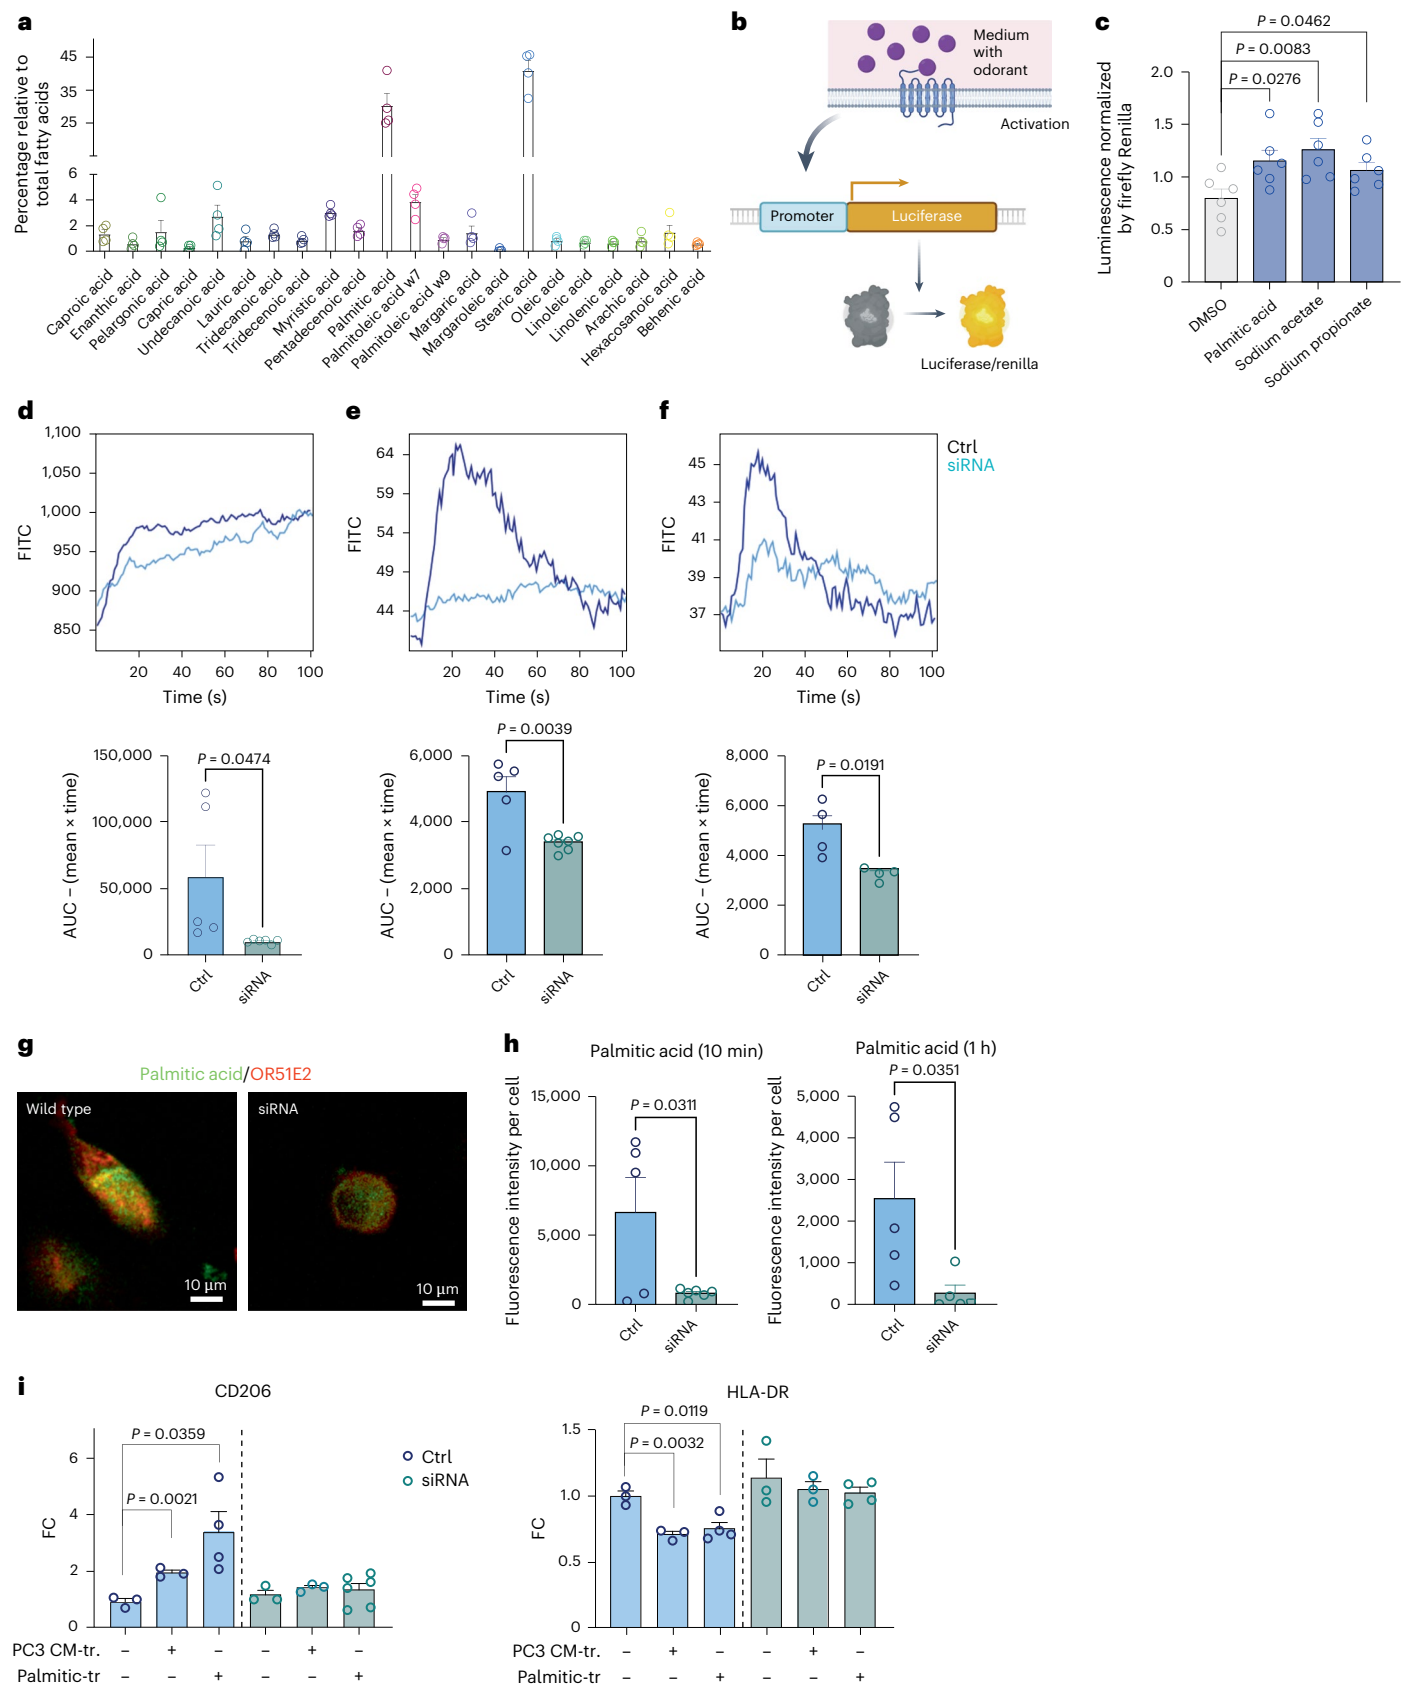 a
Percentage relative to
total fatty acids
45
35
25
6
4
2
0
Caproic acid
Enanthic acid
Pelargonic acid
Capric acid
Undecanoic acid
Lauric acid
Tridecanoic acid
Tridecenoic acid
Myristic acid
Pentadecenoic acid
Palmitic acid
Palmitoleic acid w7
Palmitoleic acid w9
Margaric acid
Margaroleic acid
Stearic acid
Oleic acid
Linoleic acid
Linolenic acid
Arachic acid
Hexacosanoic acid
Behenic acid
b
Medium
with
odorant
Activation
Promoter
Luciferase
Luciferase/renilla
c
P = 0.0462
P = 0.0083
P = 0.0276
Luminescence normalized
by firefly Renilla
2.0
1.5
1.0
0.5
0
DMSO
Palmitic acid
Sodium acetate
Sodium propionate
d
1,100
1,050
1,000
950
900
850
FITC
20 40 60 80 100
Time (s)
e
64
59
54
49
44
FITC
20 40 60 80 100
Time (s)
f
45
43
41
39
37
FITC
20 40 60 80 100
Time (s)
Ctrl
siRNA
150,000
100,000
50,000
0
AUC – (mean × time)
P = 0.0474
Ctrl
siRNA
6,000
4,000
2,000
0
AUC – (mean × time)
P = 0.0039
Ctrl
siRNA
8,000
6,000
4,000
2,000
0
AUC – (mean × time)
P = 0.0191
Ctrl
siRNA
g
Palmitic acid/OR51E2
Wild type
10 µm
siRNA
10 µm
h
Palmitic acid (10 min)
Fluorescence intensity per cell
15,000
10,000
5,000
0
P = 0.0311
Ctrl
siRNA
Palmitic acid (1 h)
Fluorescence intensity per cell
5,000
4,000
3,000
2,000
1,000
0
P = 0.0351
Ctrl
siRNA
i
CD206
FC
6
4
2
0
P = 0.0359
P = 0.0021
Ctrl
siRNA
PC3 CM-tr. – + – – + –
Palmitic-tr – – + – – +
HLA-DR
FC
1.5
1.0
0.5
0
P = 0.0119
P = 0.0032
PC3 CM-tr. – + – – + –
Palmitic-tr – – + – – +